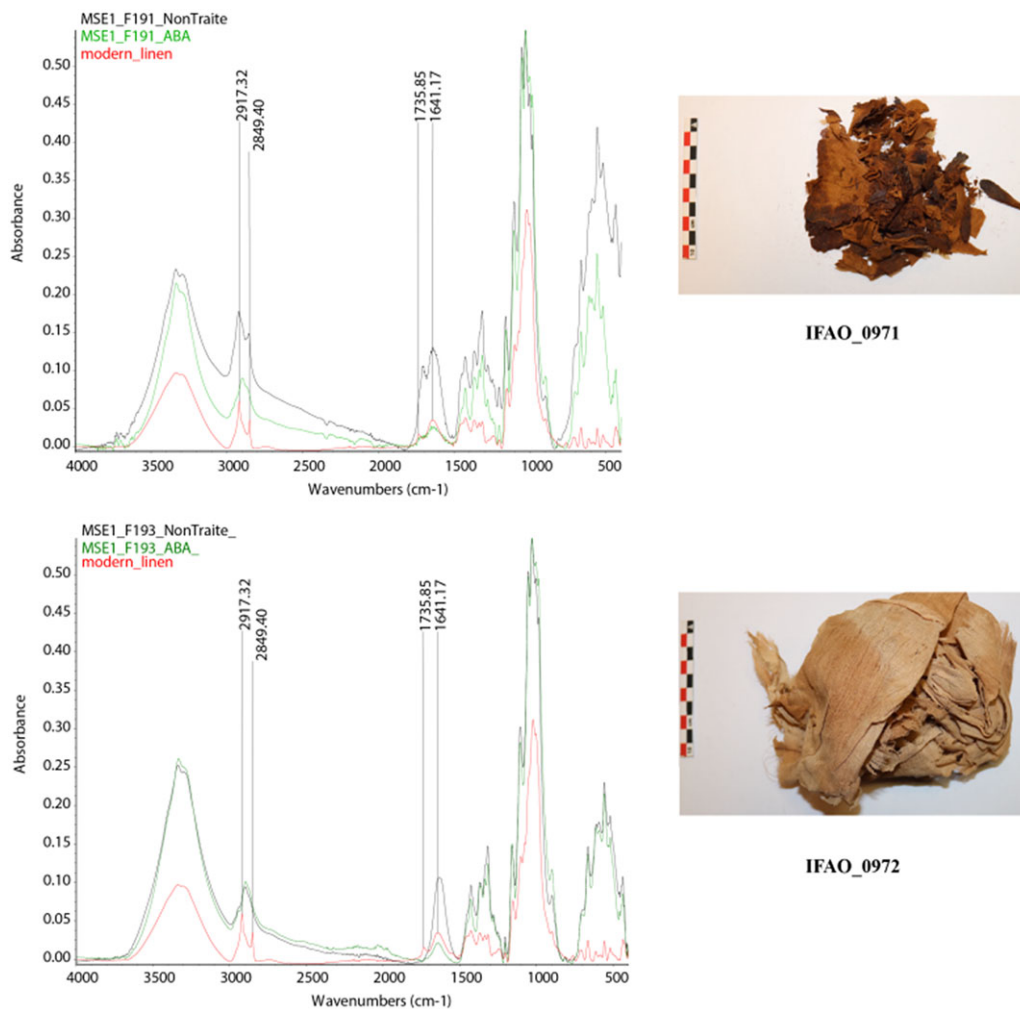 MSE1_F191_NonTraite
MSE1_F191_ABA
modern_linen
2917.32
2849.40
1735.85
1641.17
0.50
0.45
0.40
0.35
0.30
0.25
0.20
0.15
0.10
0.05
0.00
Absorbance
4000 3500 3000 2500 2000 1500 1000 500
Wavenumbers (cm-1)
IFAO_0971
MSE1_F193_NonTraite_
MSE1_F193_ABA_
modern_linen
2917.32
2849.40
1735.85
1641.17
0.50
0.45
0.40
0.35
0.30
0.25
0.20
0.15
0.10
0.05
0.00
Absorbance
4000 3500 3000 2500 2000 1500 1000 500
Wavenumbers (cm-1)
IFAO_0972